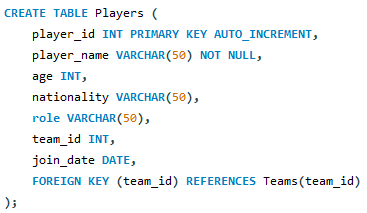 CREATE TABLE Players (
    player_id INT PRIMARY KEY AUTO_INCREMENT,
    player_name VARCHAR(50) NOT NULL,
    age INT,
    nationality VARCHAR(50),
    role VARCHAR(50),
    team_id INT,
    join_date DATE,
    FOREIGN KEY (team_id) REFERENCES Teams(team_id)
);